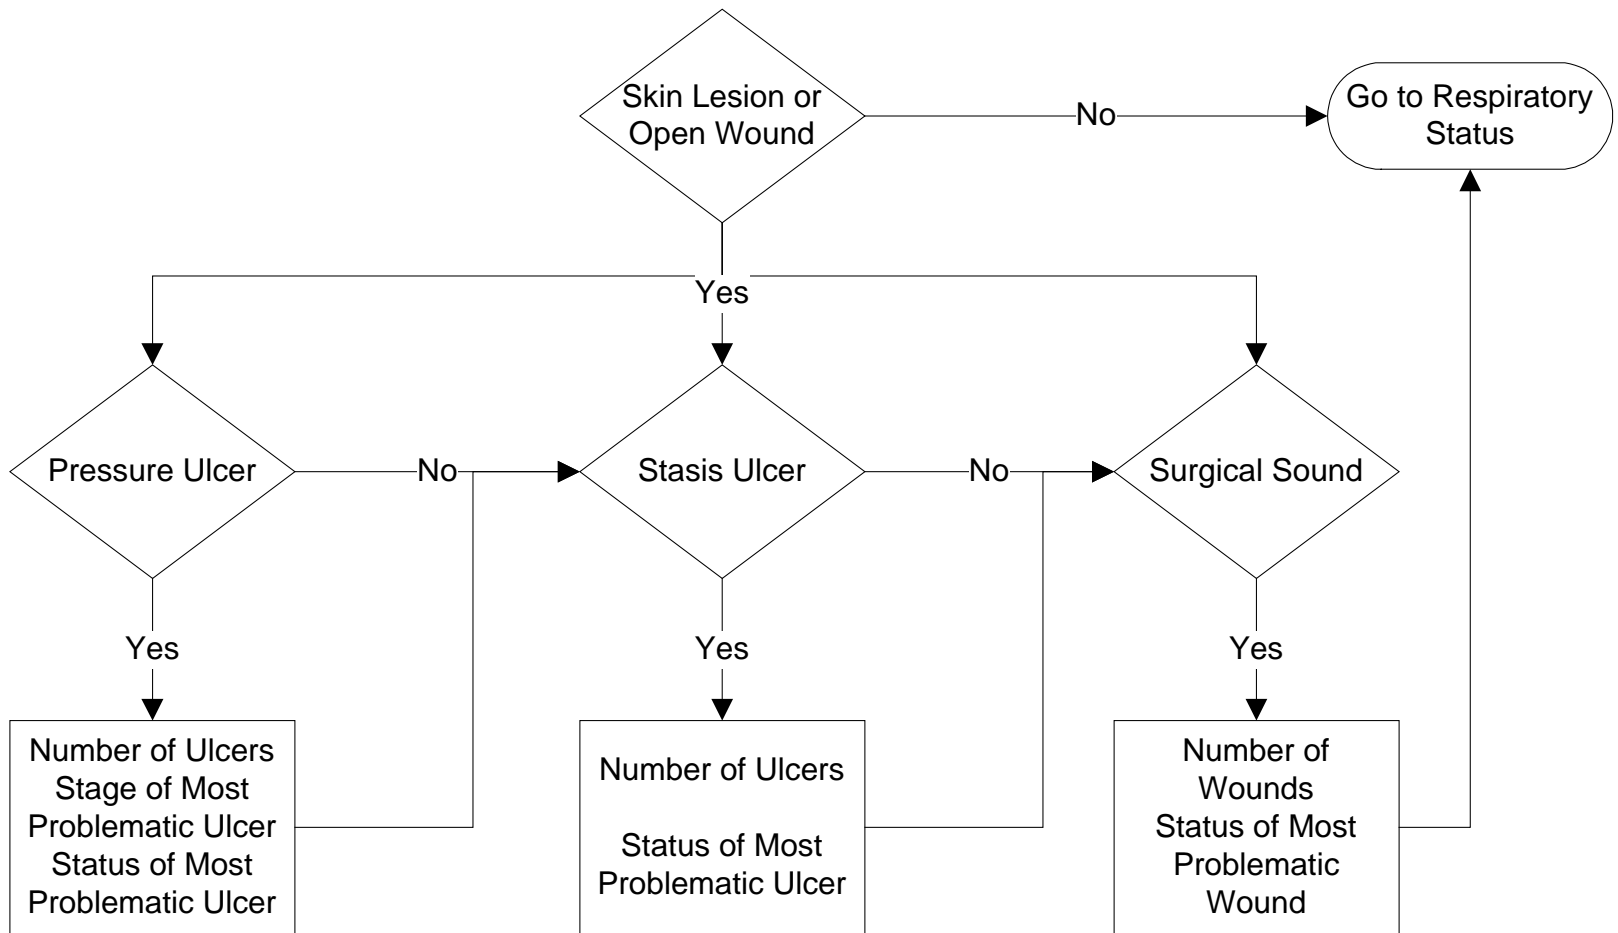 Skin Lesion or
Open Wound
No
Go to Respiratory
Status
Yes
Pressure Ulcer
No
Stasis Ulcer
No
Surgical Sound
Yes
Yes
Yes
Number of Ulcers
Stage of Most
Problematic Ulcer
Status of Most
Problematic Ulcer
Number of Ulcers
Status of Most
Problematic Ulcer
Number of
Wounds
Status of Most
Problematic
Wound